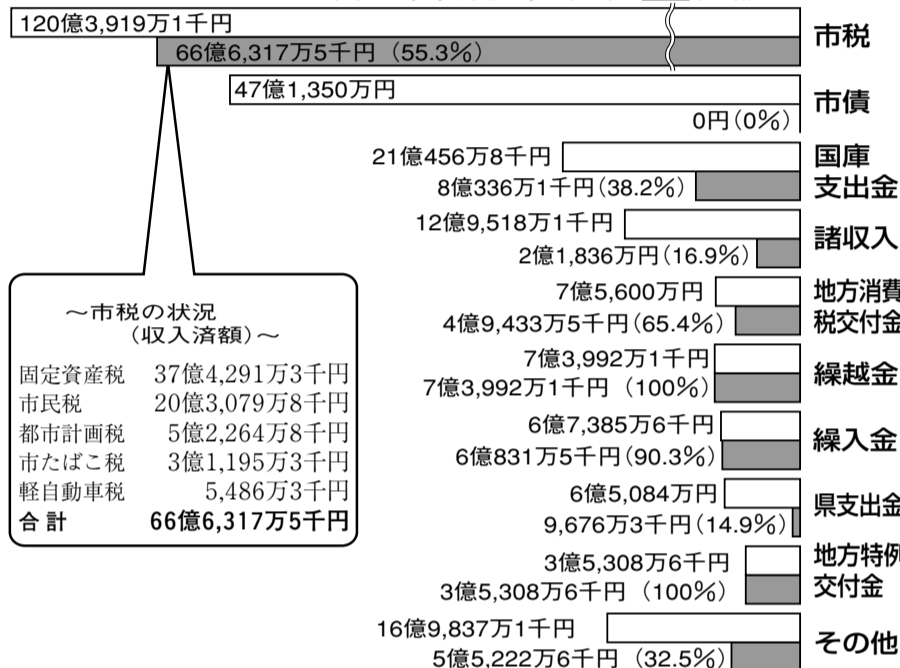 120億3,919万1千円
市税
66億6,317万5千円（55.3％）
47億1,350万円
市債
0円（0％）
21億456万8千円
国庫
支出金
8億336万1千円（38.2％）
12億9,518万1千円
諸収入
2億1,836万円（16.9％）
7億5,600万円
地方消費
税交付金
4億9,433万5千円（65.4％）
7億3,992万1千円
繰越金
7億3,992万1千円（100％）
6億7,385万6千円
繰入金
6億831万5千円（90.3％）
6億5,084万円
県支出金
9,676万3千円（14.9％）
3億5,308万6千円
地方特例
交付金
3億5,308万6千円（100％）
16億9,837万1千円
その他
5億5,222万6千円（32.5％）
～市税の状況
（収入済額）～
固定資産税 37億4,291万3千円
市民税 20億3,079万8千円
都市計画税 5億2,264万8千円
市たばこ税 3億1,195万3千円
軽自動車税 5,486万3千円
合計 66億6,317万5千円